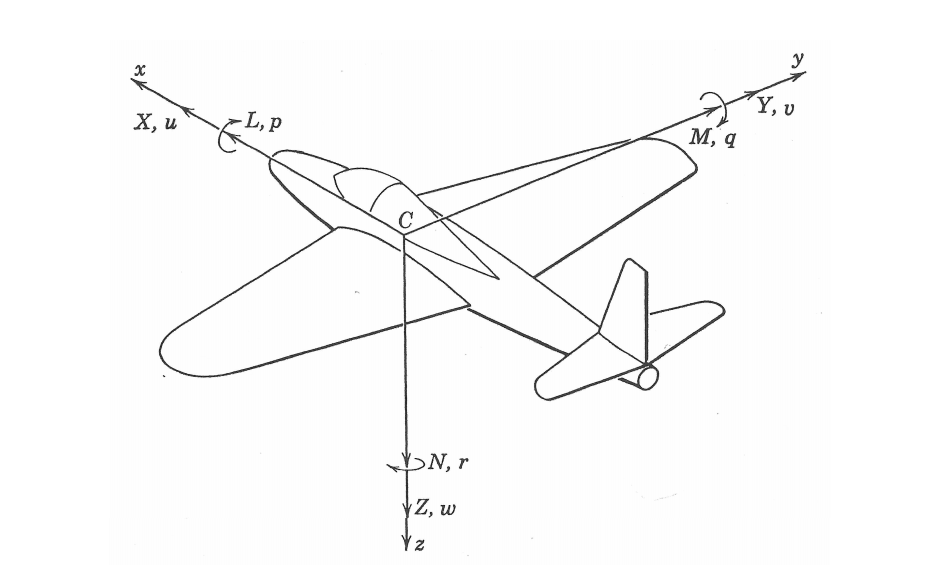 x
y
X, u
L, p
Y, v
M, q
C
N, r
Z, w
z